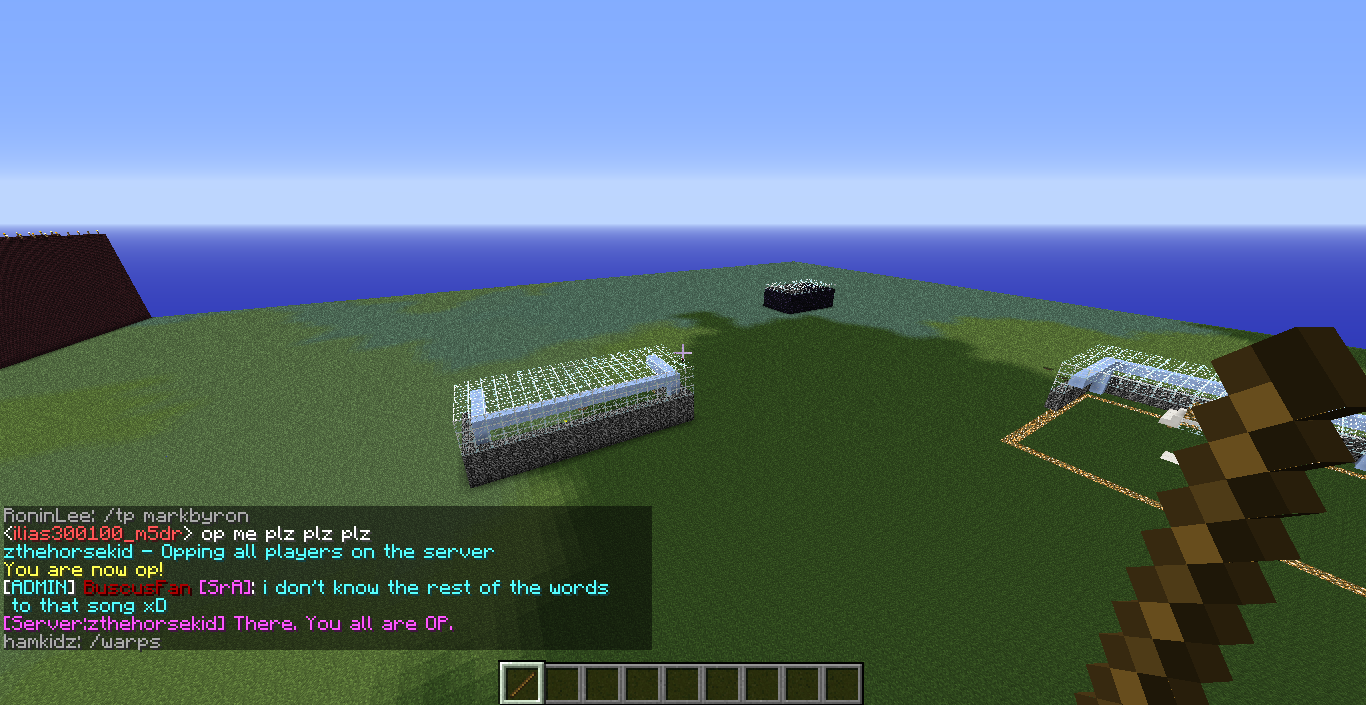 RoninLee: /tp markbyron
<ilias300100_m5dr> op me plz plz plz
zthehorsekid - Opping all players on the server
You are now op!
[ADMIN] BuscusFan [SrA]: i don't know the rest of the words
to that song xD
[Server:zthehorsekid] There. You all are OP.
hamkidz: /warps